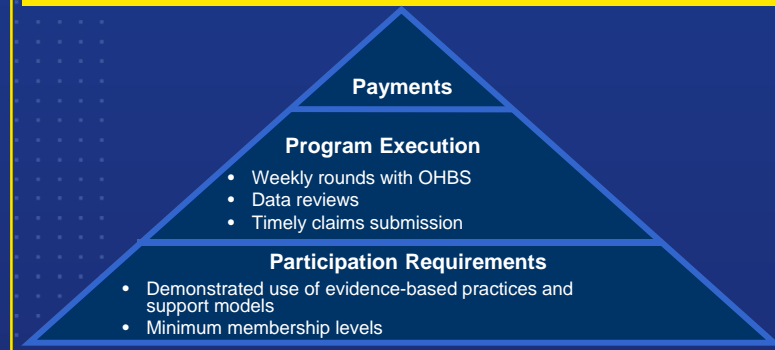 Payments
Program Execution
• Weekly rounds with OHBS
• Data reviews
• Timely claims submission
Participation Requirements
• Demonstrated use of evidence-based practices and
support models
• Minimum membership levels